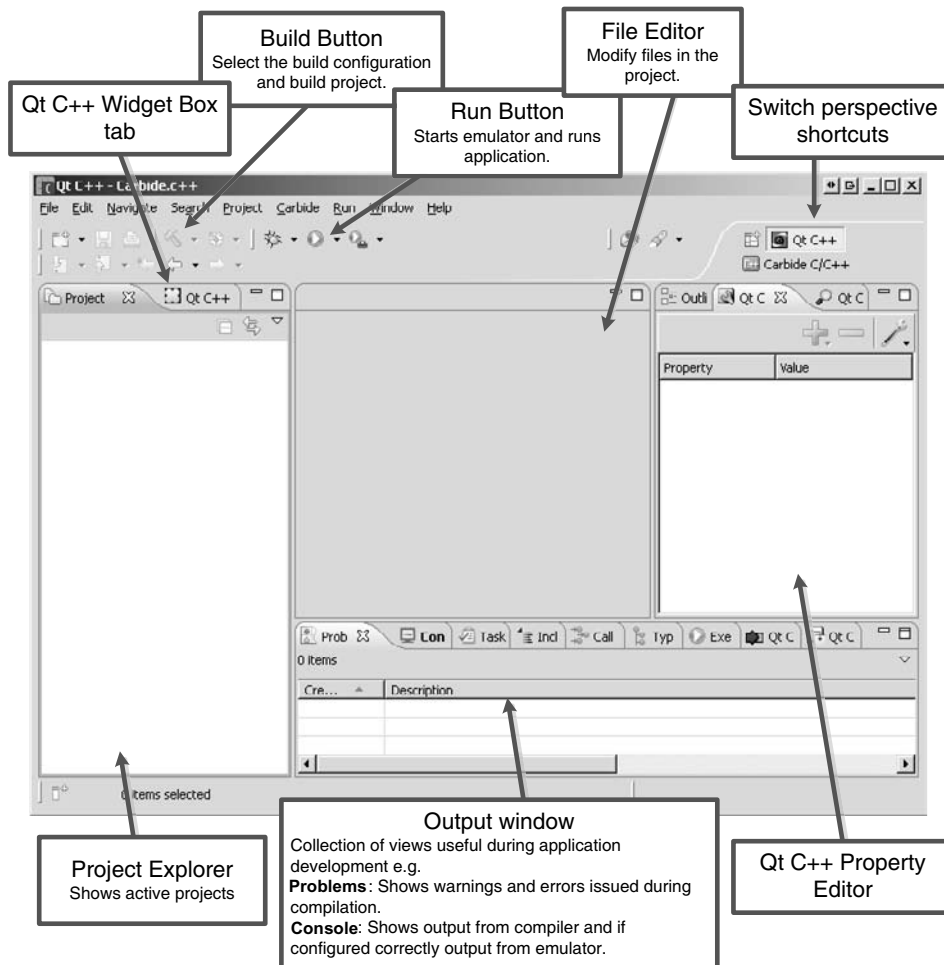 Build Button
Select the build configuration
and build project.
File Editor
Modify files in the
project.
Qt C++ Widget Box
tab
Run Button
Starts emulator and runs
application.
Switch perspective
shortcuts
Qt C++ - Carbide.c++
File Edit Navigate Search Project Carbide Run Window Help
Qt C++
Carbide C/C++
Project
Qt C++
Outli
Qt C
Qt C
Property Value
Prob
Con
Task
Incl
Call
Typ
Exe
Qt C
Qt C
0 items
Cre... Description
0 items selected
Project Explorer
Shows active projects
Output window
Collection of views useful during application
development e.g.
Problems: Shows warnings and errors issued during
compilation.
Console: Shows output from compiler and if
configured correctly output from emulator.
Qt C++ Property
Editor